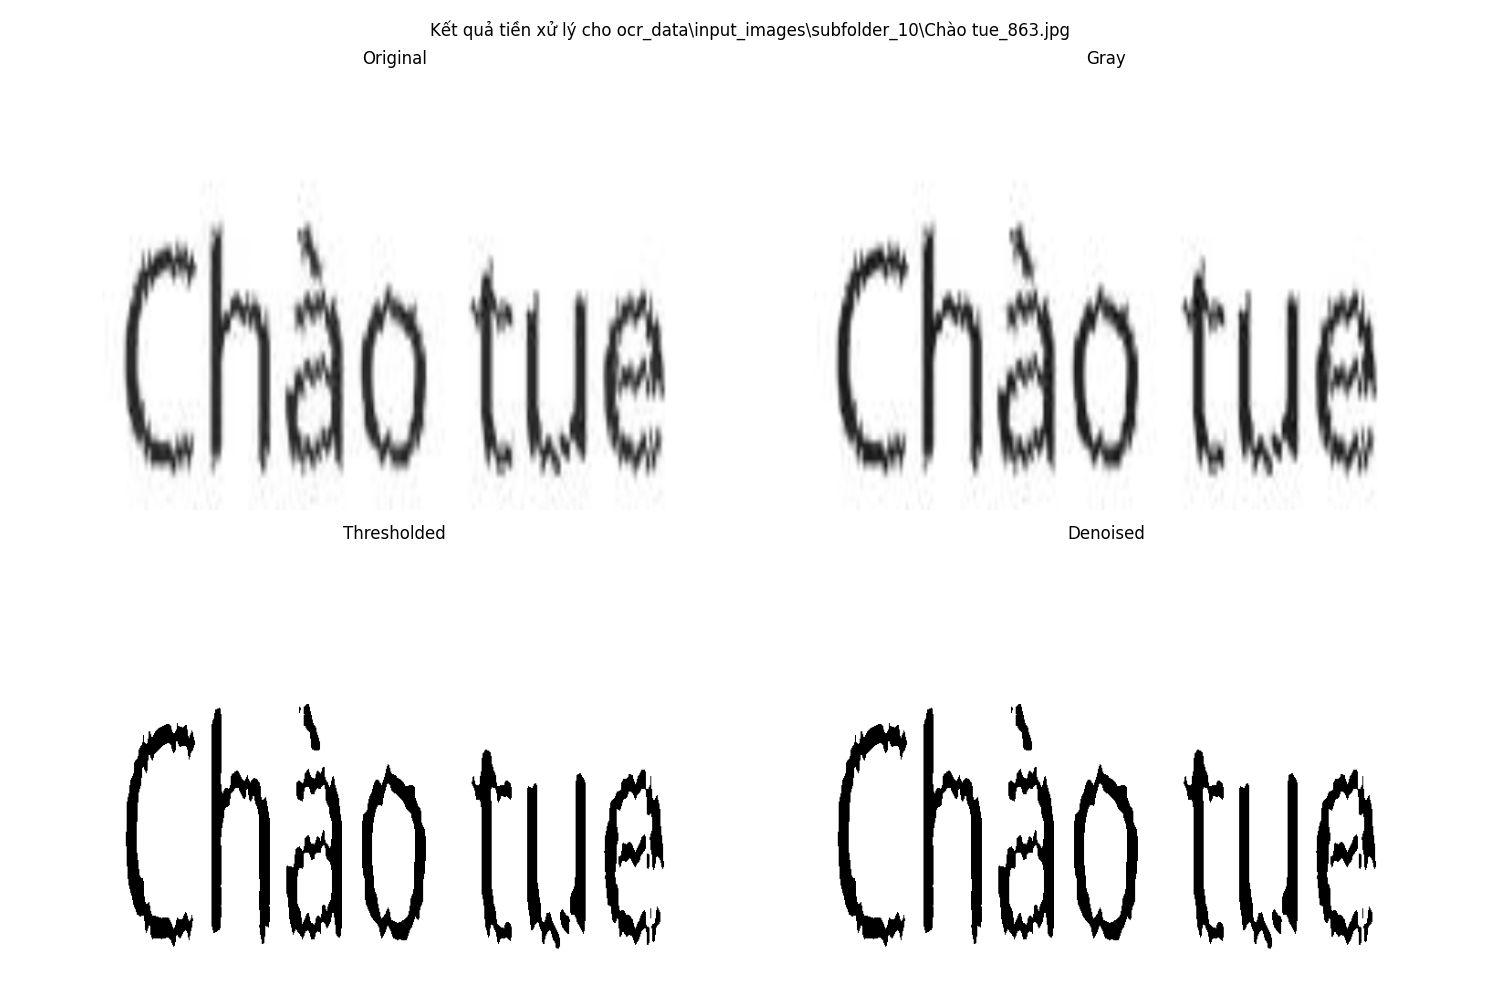 Kết quả tiền xử lý cho ocr_data\input_images\subfolder_10\Chào tue_863.jpg
Original
Gray
Chào tue
Chào tue
Thresholded
Denoised
Chào tue
Chào tue